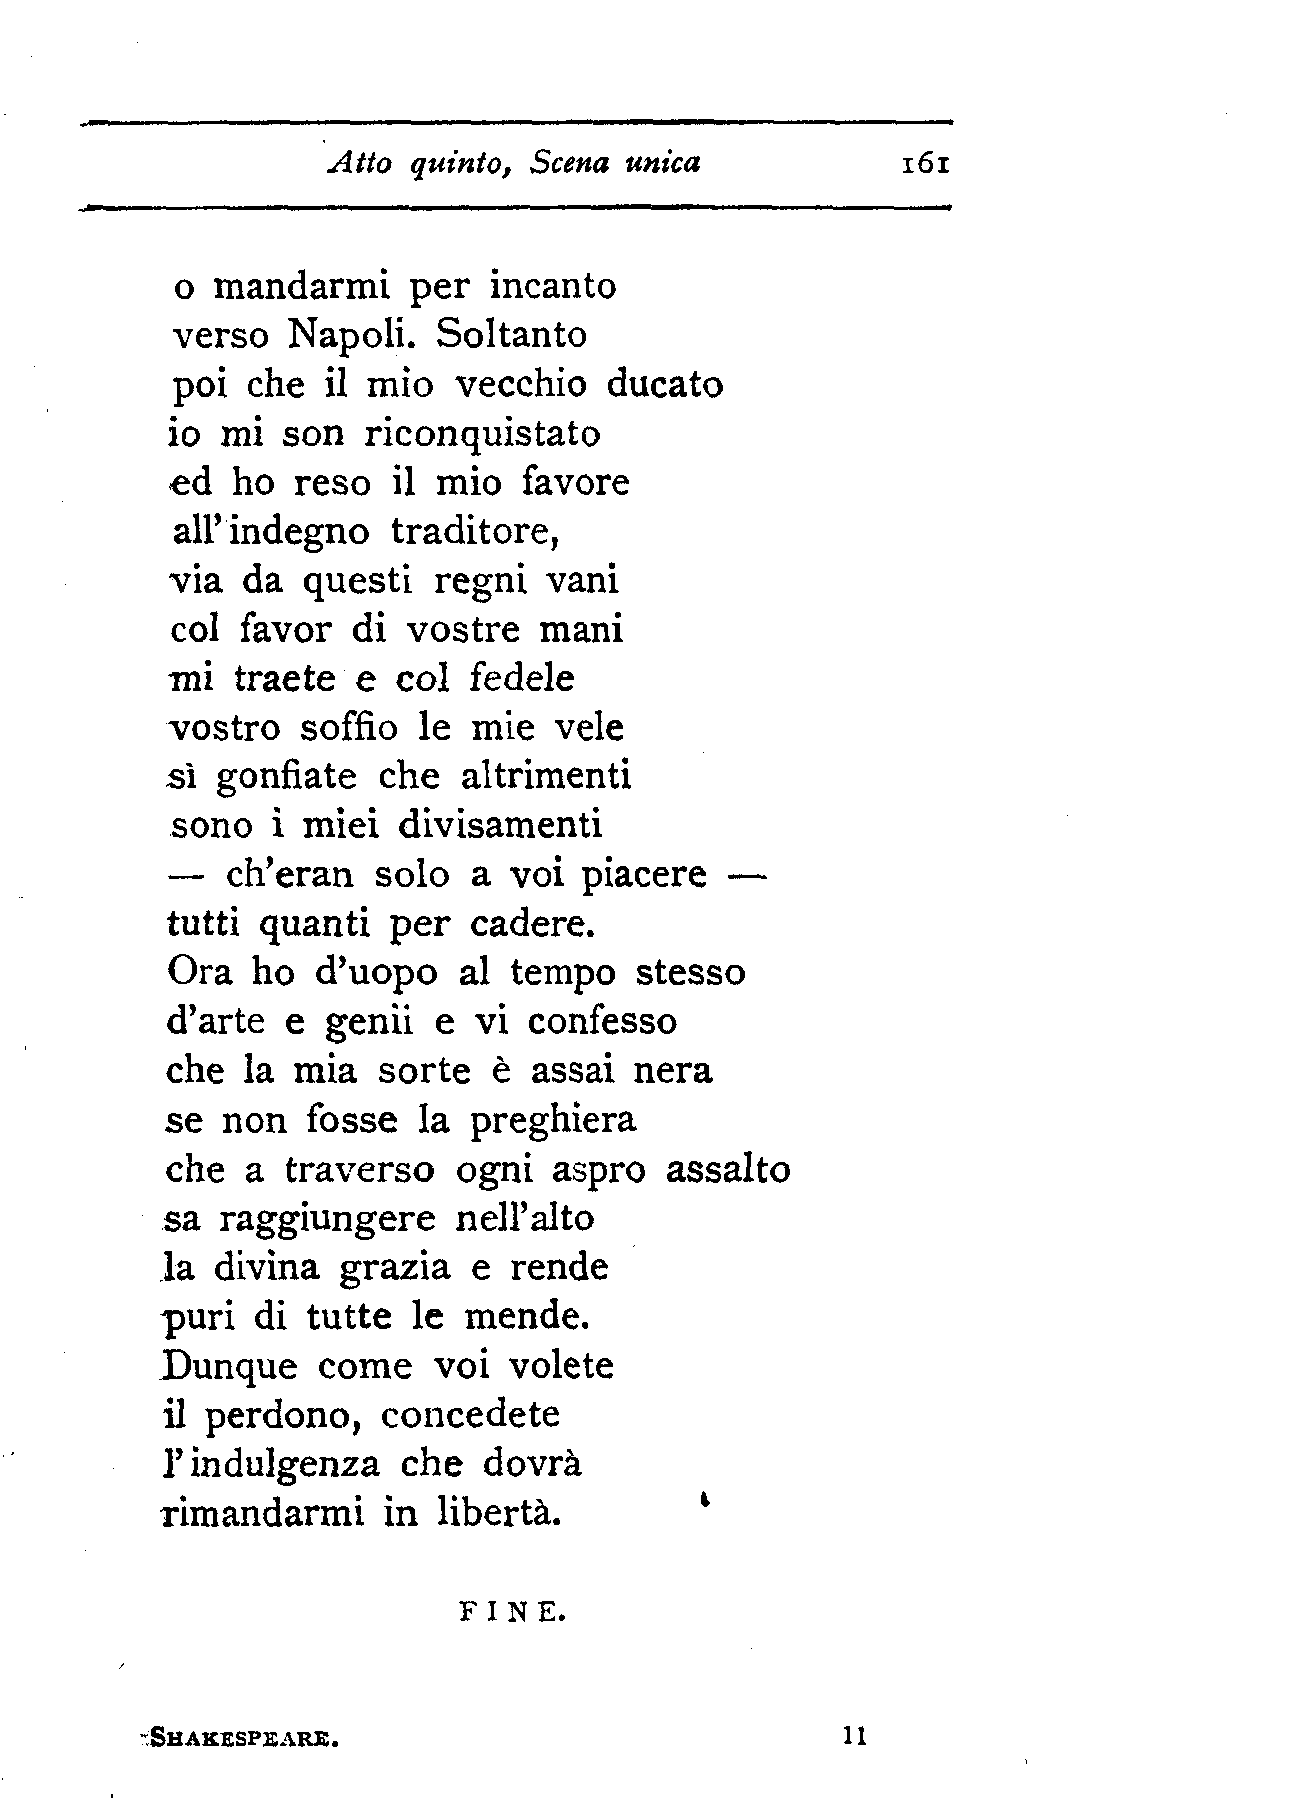 Atto quinto, Scena unica 161
o mandarmi per incanto
verso Napoli. Soltanto
poi che il mio vecchio ducato
io mi son riconquistato
ed ho reso il mio favore
all'indegno traditore,
via da questi regni vani
col favor di vostre mani
mi traete e col fedele
vostro soffio le mie vele
sì gonfiate che altrimenti
sono i miei divisamenti
— ch'eran solo a voi piacere —
tutti quanti per cadere.
Ora ho d'uopo al tempo stesso
d'arte e genii e vi confesso
che la mia sorte è assai nera
se non fosse la preghiera
che a traverso ogni aspro assalto
sa raggiungere nell'alto
la divina grazia e rende
puri di tutte le mende.
Dunque come voi volete
il perdono, concedete
l'indulgenza che dovrà
rimandarmi in libertà.
FINE.
SHAKESPEARE. 11